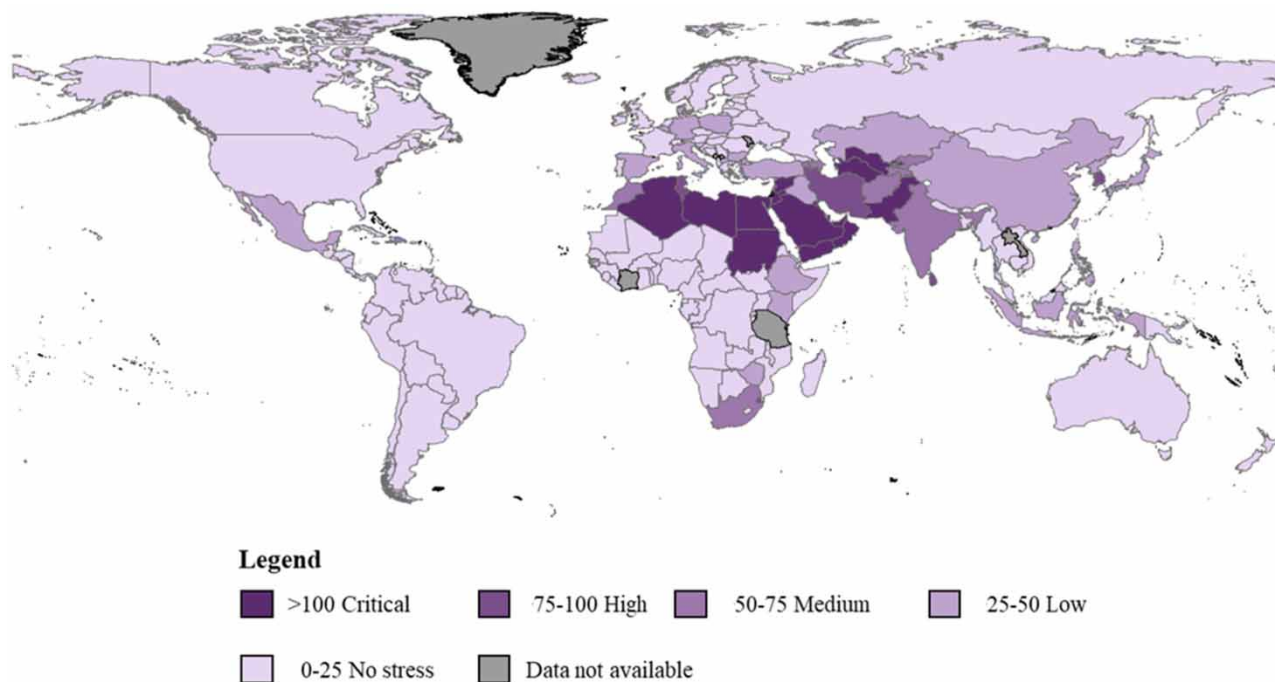 Legend
>100 Critical
75-100 High
50-75 Medium
25-50 Low
0-25 No stress
Data not available